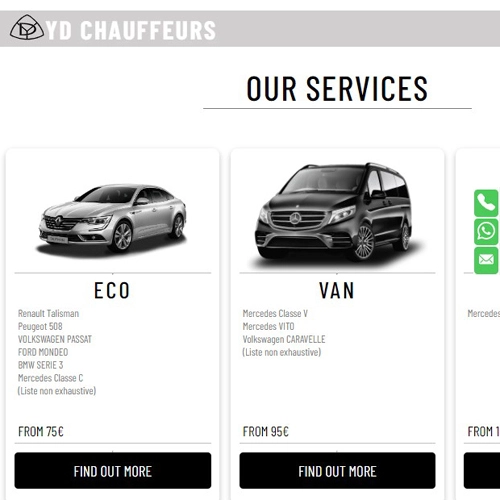 YD CHAUFFEURS
OUR SERVICES
ECO
Renault Talisman
Peugeot 508
VOLKSWAGEN PASSAT
FORD MONDEO
BMW SERIE 3
Mercedes Classe C
(Liste non exhaustive)
FROM 75€
FIND OUT MORE
VAN
Mercedes Classe V
Mercedes VITO
Volkswagen CARAVELLE
(Liste non exhaustive)
FROM 95€
FIND OUT MORE
Mercedes
FROM 1
FIN